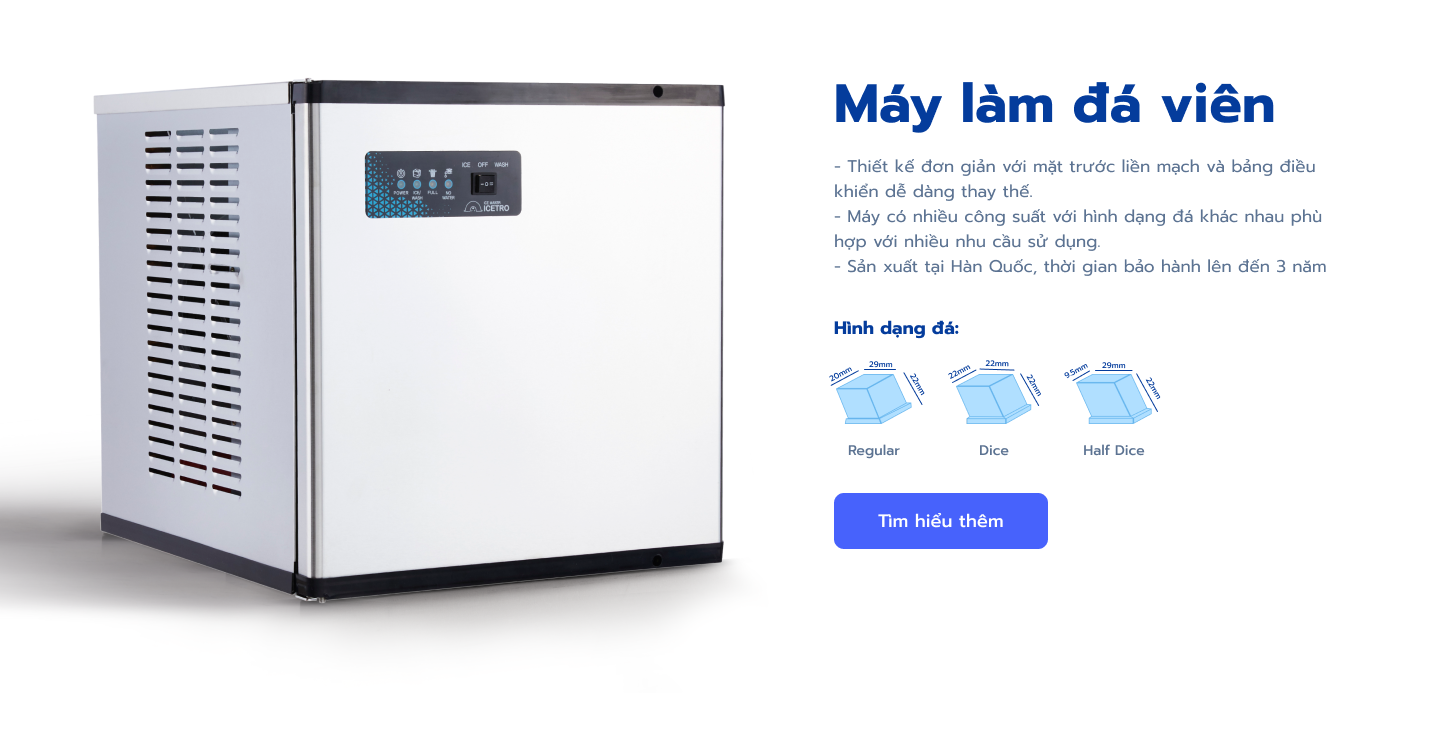 ICE OFF WASH
POWER ICE/WASH FULL NO WATER
ICETRO
Máy làm đá viên
- Thiết kế đơn giản với mặt trước liền mạch và bảng điều
khiển dễ dàng thay thế.
- Máy có nhiều công suất với hình dạng đá khác nhau phù
hợp với nhiều nhu cầu sử dụng.
- Sản xuất tại Hàn Quốc, thời gian bảo hành lên đến 3 năm
Hình dạng đá:
20mm 29mm 22mm
22mm 22mm 22mm
9.5mm 29mm 22mm
Regular Dice Half Dice
Tìm hiểu thêm